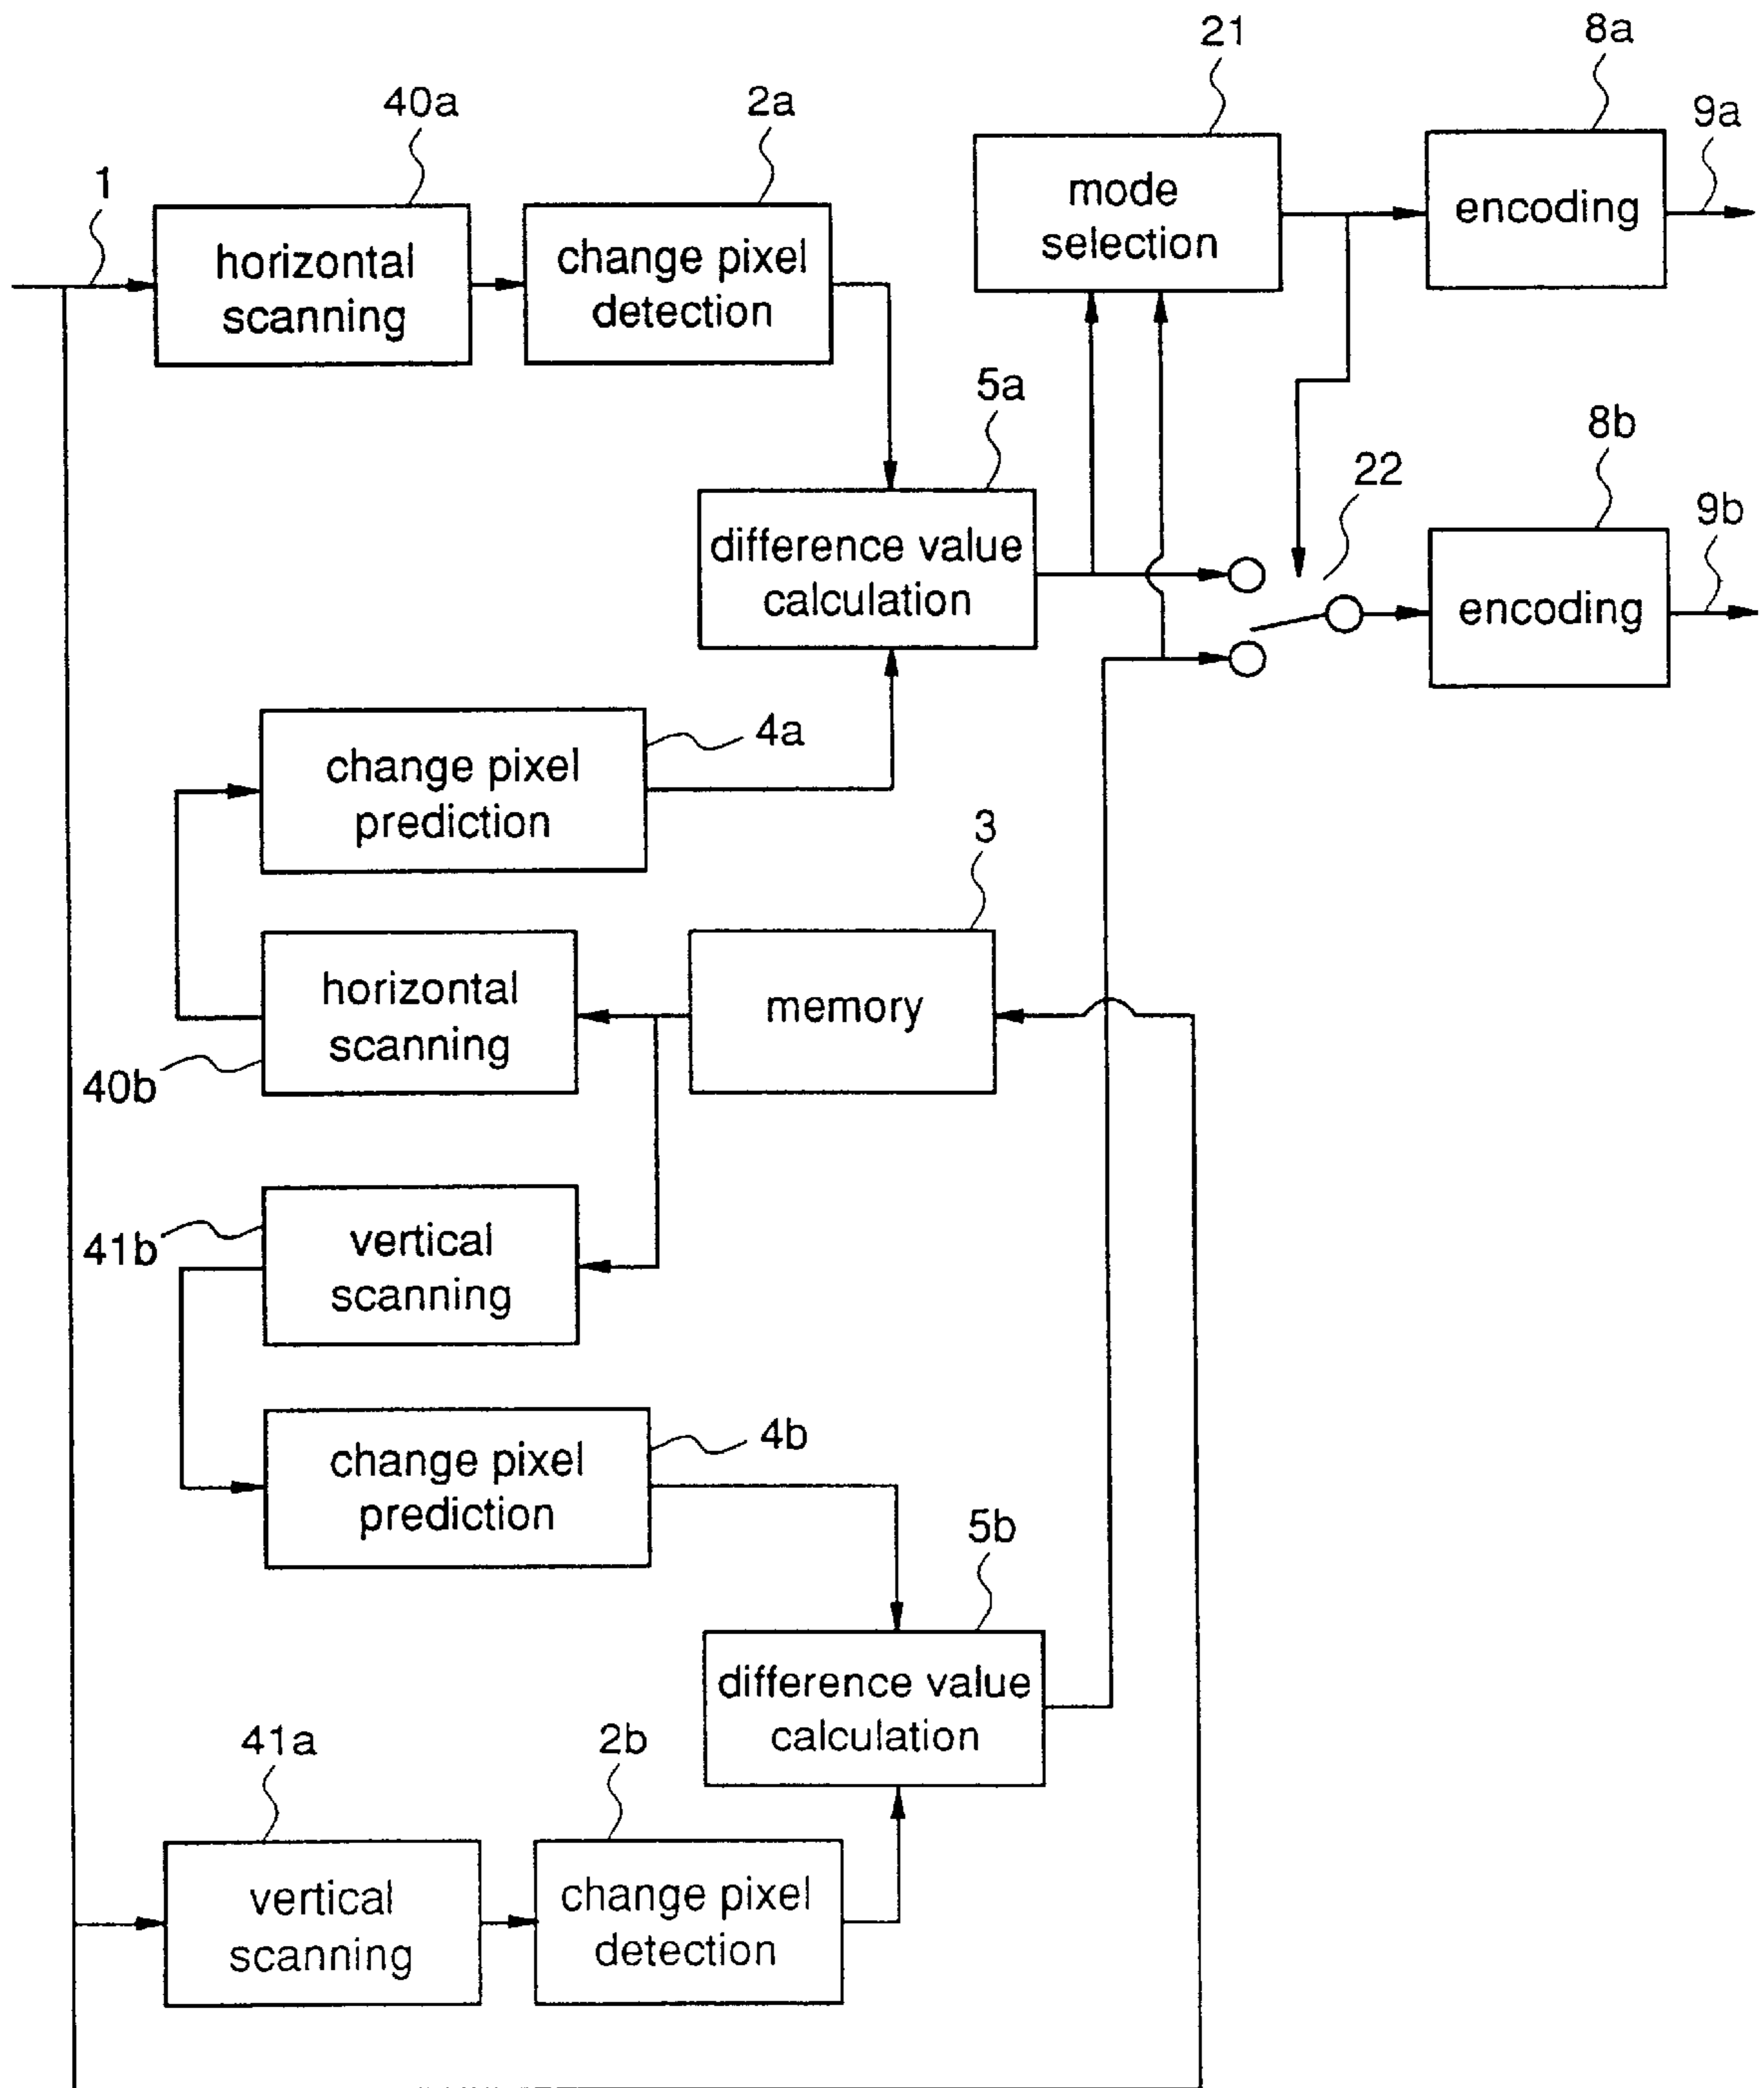 8a
21
9a
40a
2a
1
mode
selection
encoding
horizontal
scanning
change pixel
detection
5a
8b
22
9b
difference value
calculation
encoding
4a
change pixel
prediction
3
horizontal
scanning
memory
40b
41b
vertical
scanning
4b
change pixel
prediction
5b
difference value
calculation
41a
2b
vertical
scanning
change pixel
detection